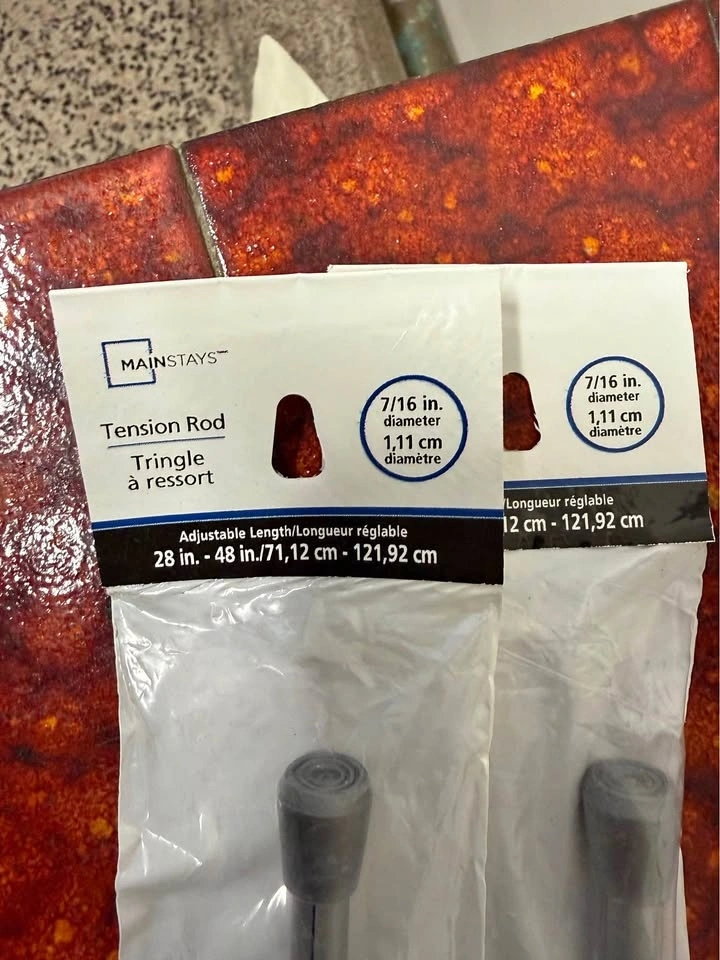 MAINSTAYS™
Tension Rod
Tringle
à ressort
7/16 in.
diameter
1,11 cm
diamètre
Adjustable Length/Longueur réglable
28 in. - 48 in./71,12 cm - 121,92 cm
7/16 in.
diameter
1,11 cm
diamètre
/Longueur réglable
12 cm - 121,92 cm